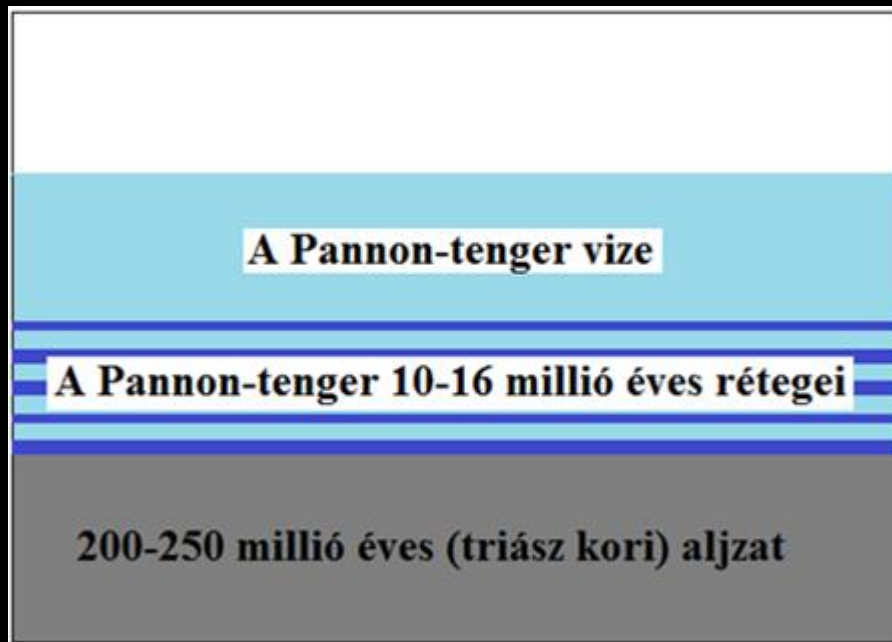 A Pannon-tenger vize
A Pannon-tenger 10-16 millió éves rétegei
200-250 millió éves (triász kori) aljzat